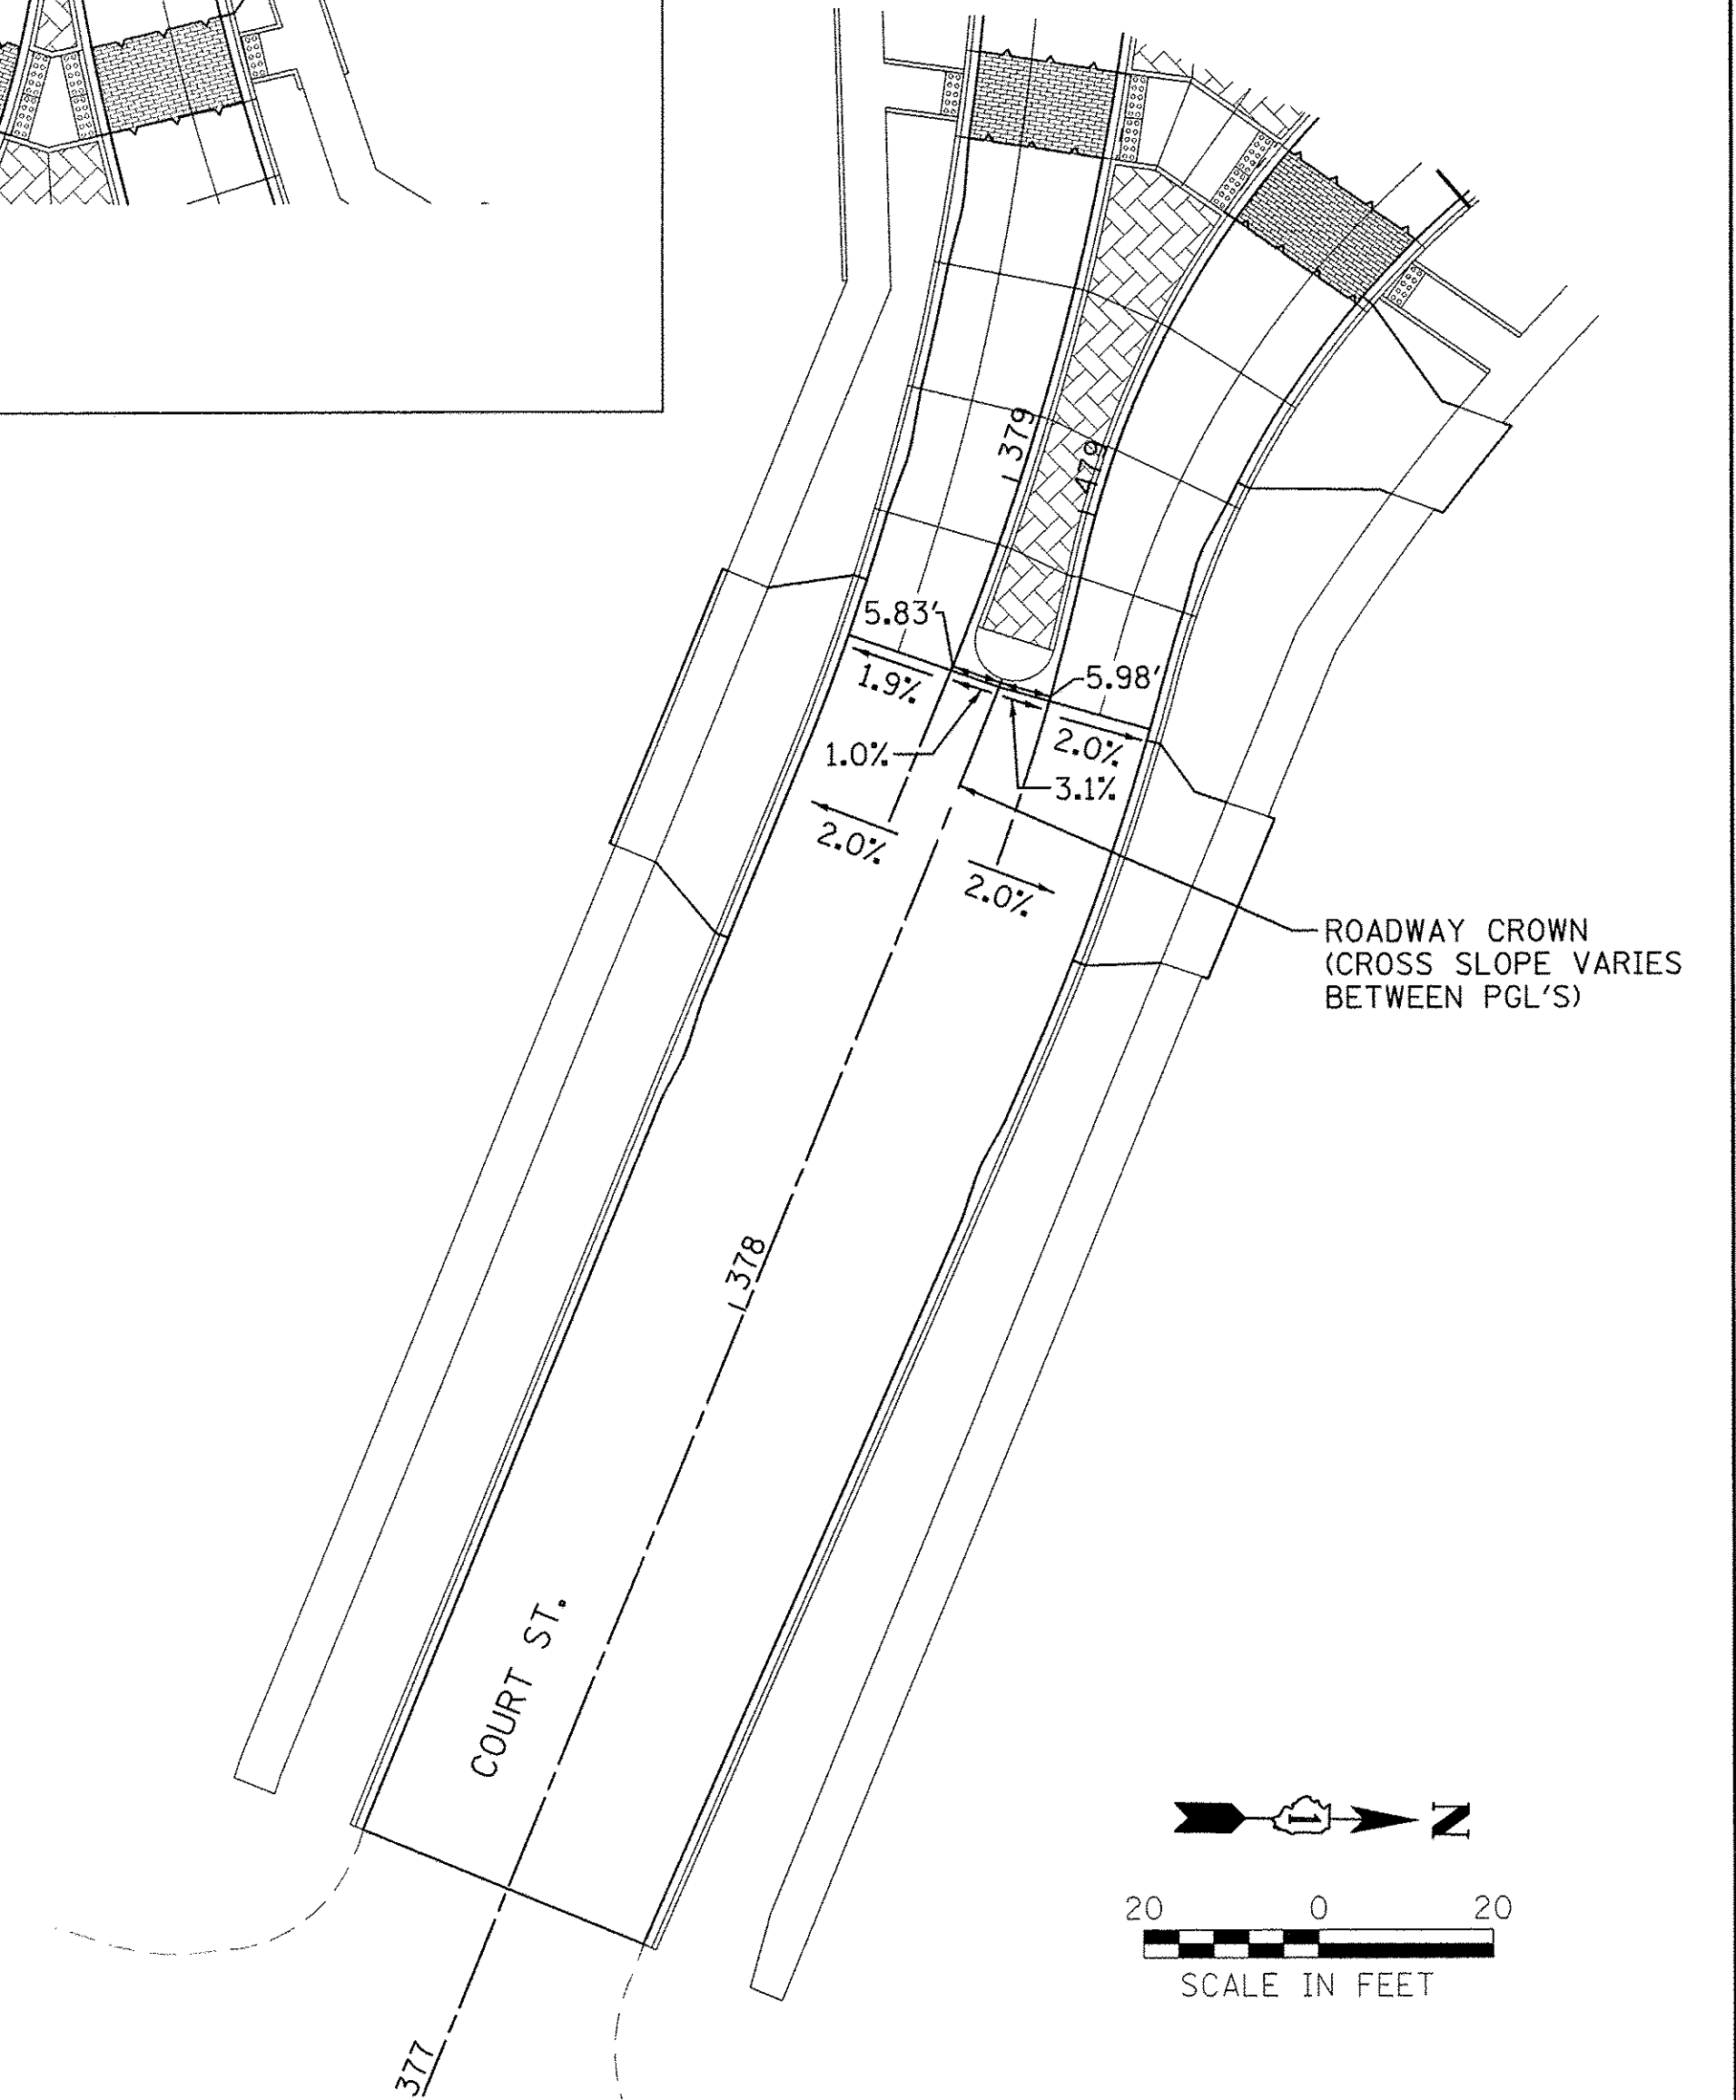 379
479
5.83'
5.98'
1.9%
1.0%
2.0%
3.1%
2.0%
2.0%
ROADWAY CROWN
(CROSS SLOPE VARIES
BETWEEN PGL'S)
378
COURT ST.
377
1
N
20 0 20
SCALE IN FEET